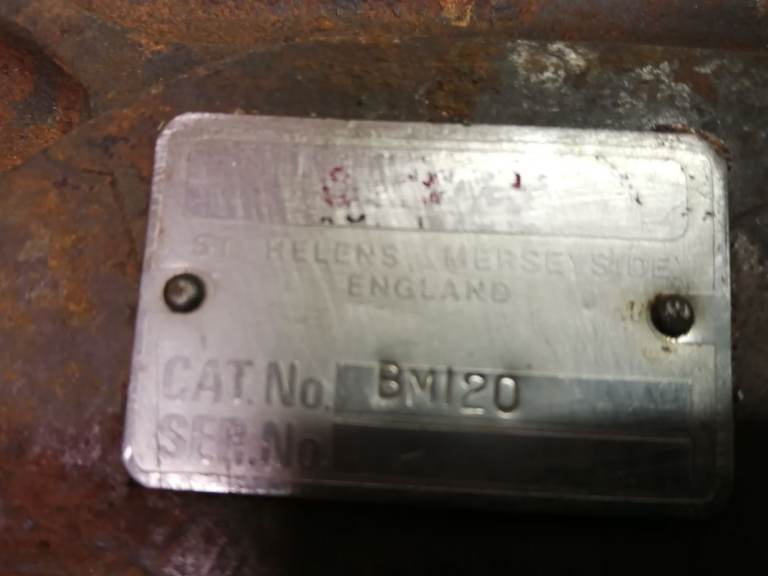 ST. HELENS, MERSEYSIDE,
ENGLAND
CAT. No. BM120
SER. No.